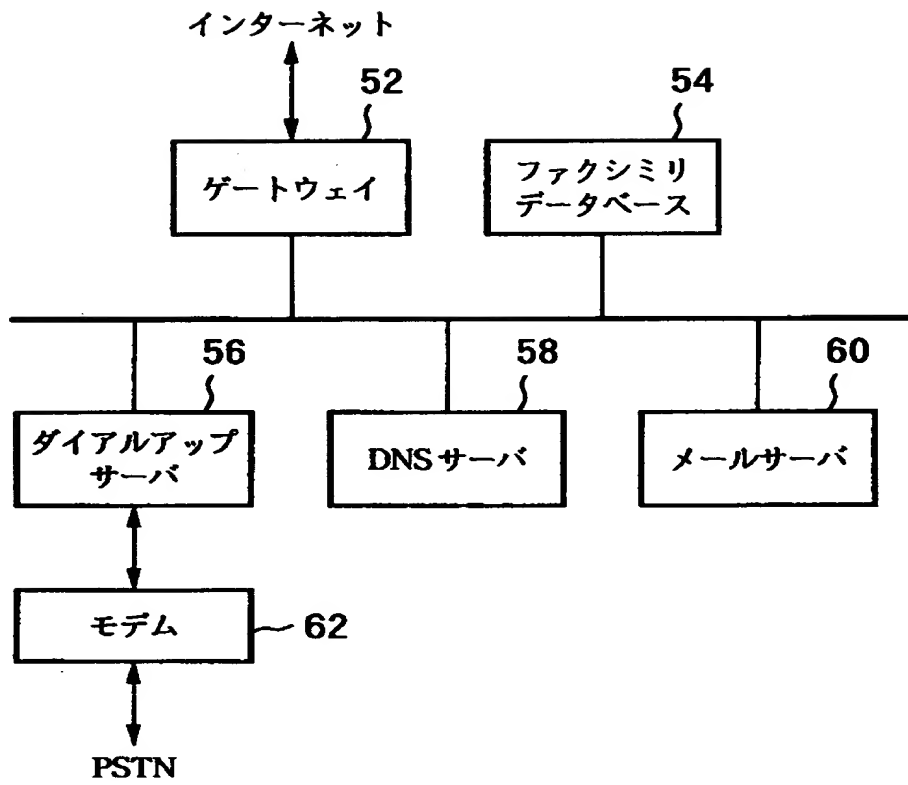 インターネット
52
54
ゲートウェイ
ファクシミリ
データベース
56
58
60
ダイアルアップ
サーバ
DNSサーバ
メールサーバ
モデム
62
PSTN